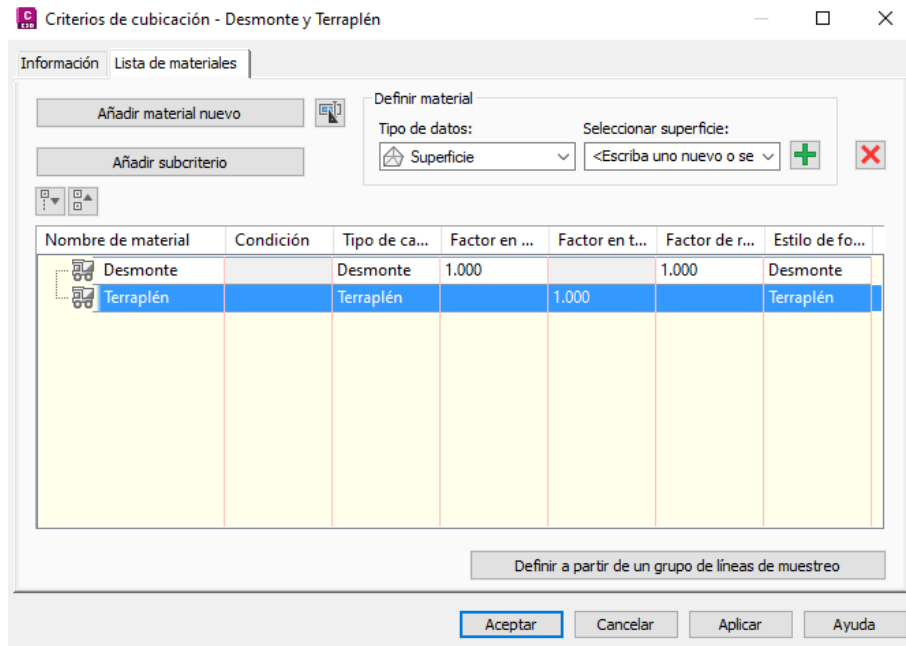 C
C3D
Criterios de cubicación - Desmonte y Terraplén
Información Lista de materiales
Definir material
Añadir material nuevo
Tipo de datos: Seleccionar superficie:
Superficie <Escriba uno nuevo o se
Añadir subcriterio
Nombre de material Condición Tipo de ca... Factor en ... Factor en t... Factor de r... Estilo de fo...
Desmonte Desmonte 1.000 1.000 Desmonte
Terraplén Terraplén 1.000 Terraplén
Definir a partir de un grupo de líneas de muestreo
Aceptar Cancelar Aplicar Ayuda